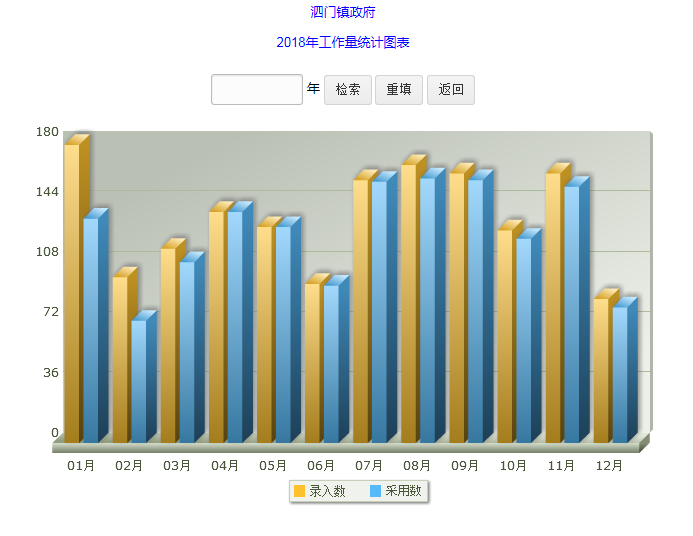 泗门镇政府
2018年工作量统计图表
年 检索 重填 返回
180
144
108
72
36
0
01月 02月 03月 04月 05月 06月 07月 08月 09月 10月 11月 12月
录入数 采用数